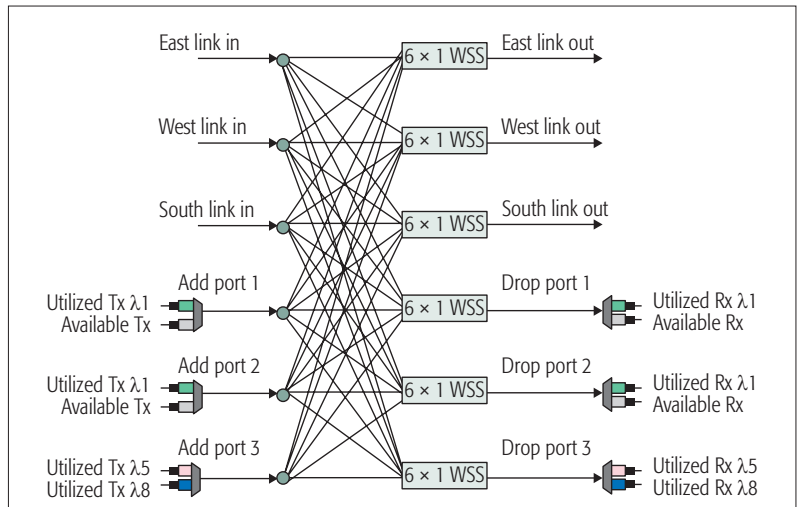 East link in
6 × 1 WSS
East link out
West link in
6 × 1 WSS
West link out
South link in
6 × 1 WSS
South link out
Utilized Tx λ1
Available Tx
Add port 1
6 × 1 WSS
Drop port 1
Utilized Rx λ1
Available Rx
Utilized Tx λ1
Available Tx
Add port 2
6 × 1 WSS
Drop port 2
Utilized Rx λ1
Available Rx
Utilized Tx λ5
Utilized Tx λ8
Add port 3
6 × 1 WSS
Drop port 3
Utilized Rx λ5
Utilized Rx λ8